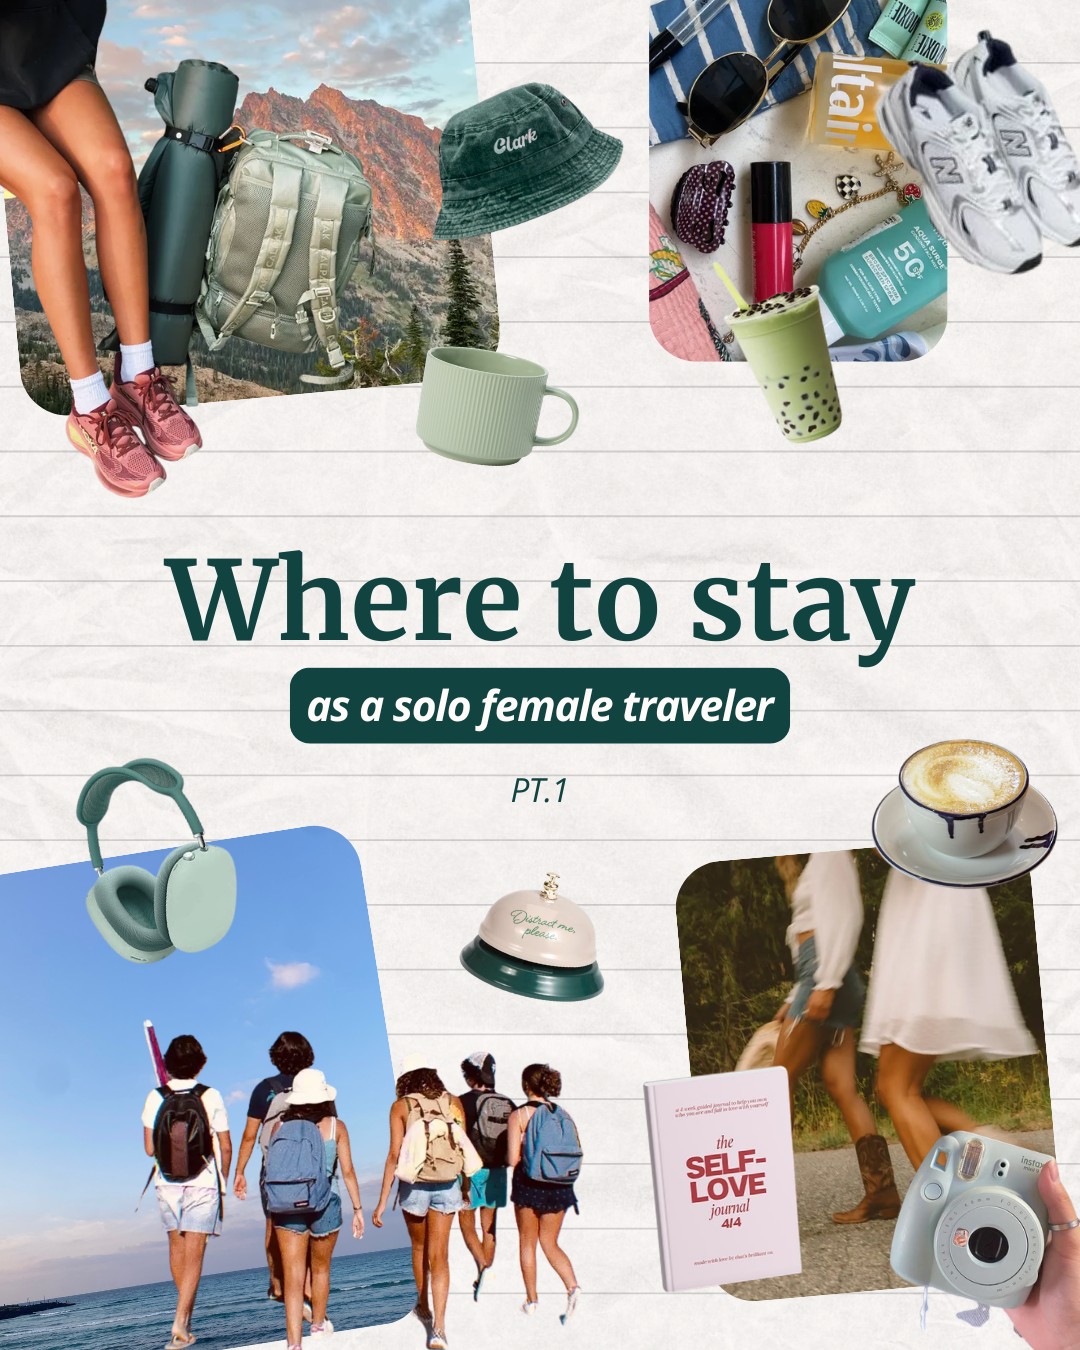 Clark
50
AQUA SURGE
N
N
Where to stay
as a solo female traveler
PT.1
Distract me,
please.
the
SELF-
LOVE
journal
4/4
instax